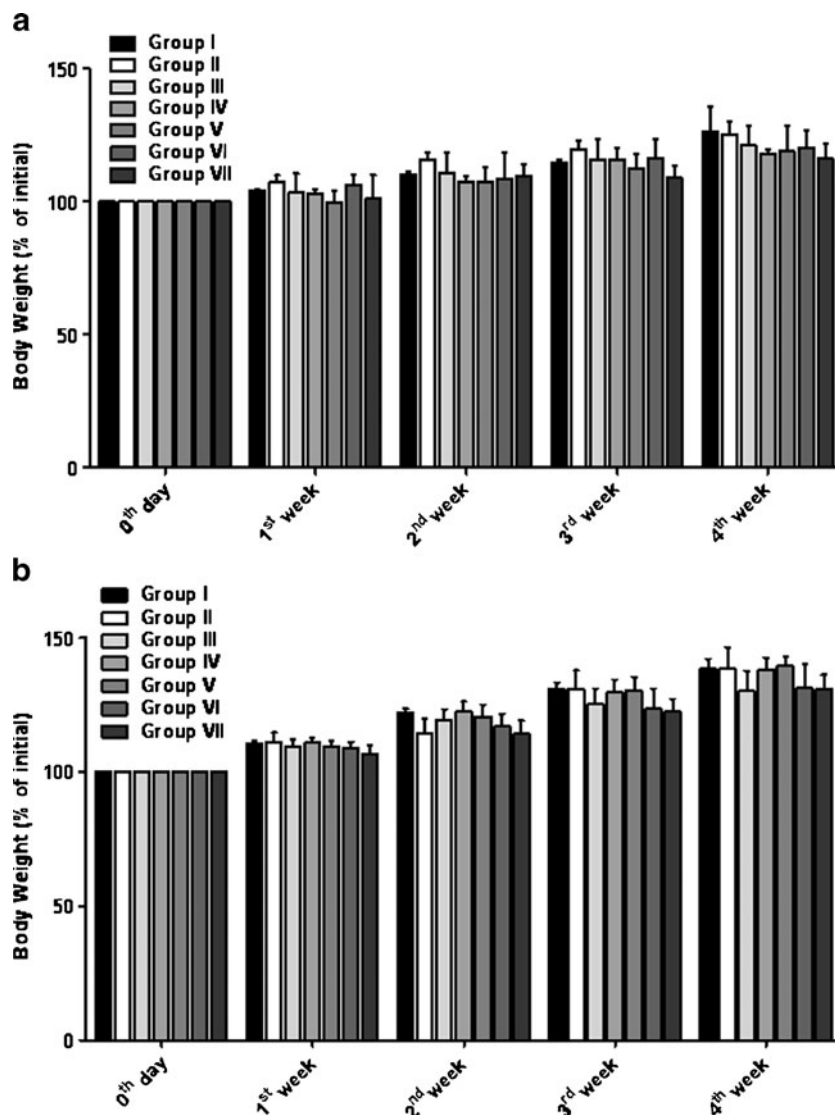 a
Group I
Group II
Group III
Group IV
Group V
Group VI
Group VII
150
100
50
0
Body Weight (% of initial)
0th day
1st week
2nd week
3rd week
4th week
b
Group I
Group II
Group III
Group IV
Group V
Group VI
Group VII
150
100
50
0
Body Weight (% of initial)
0th day
1st week
2nd week
3rd week
4th week